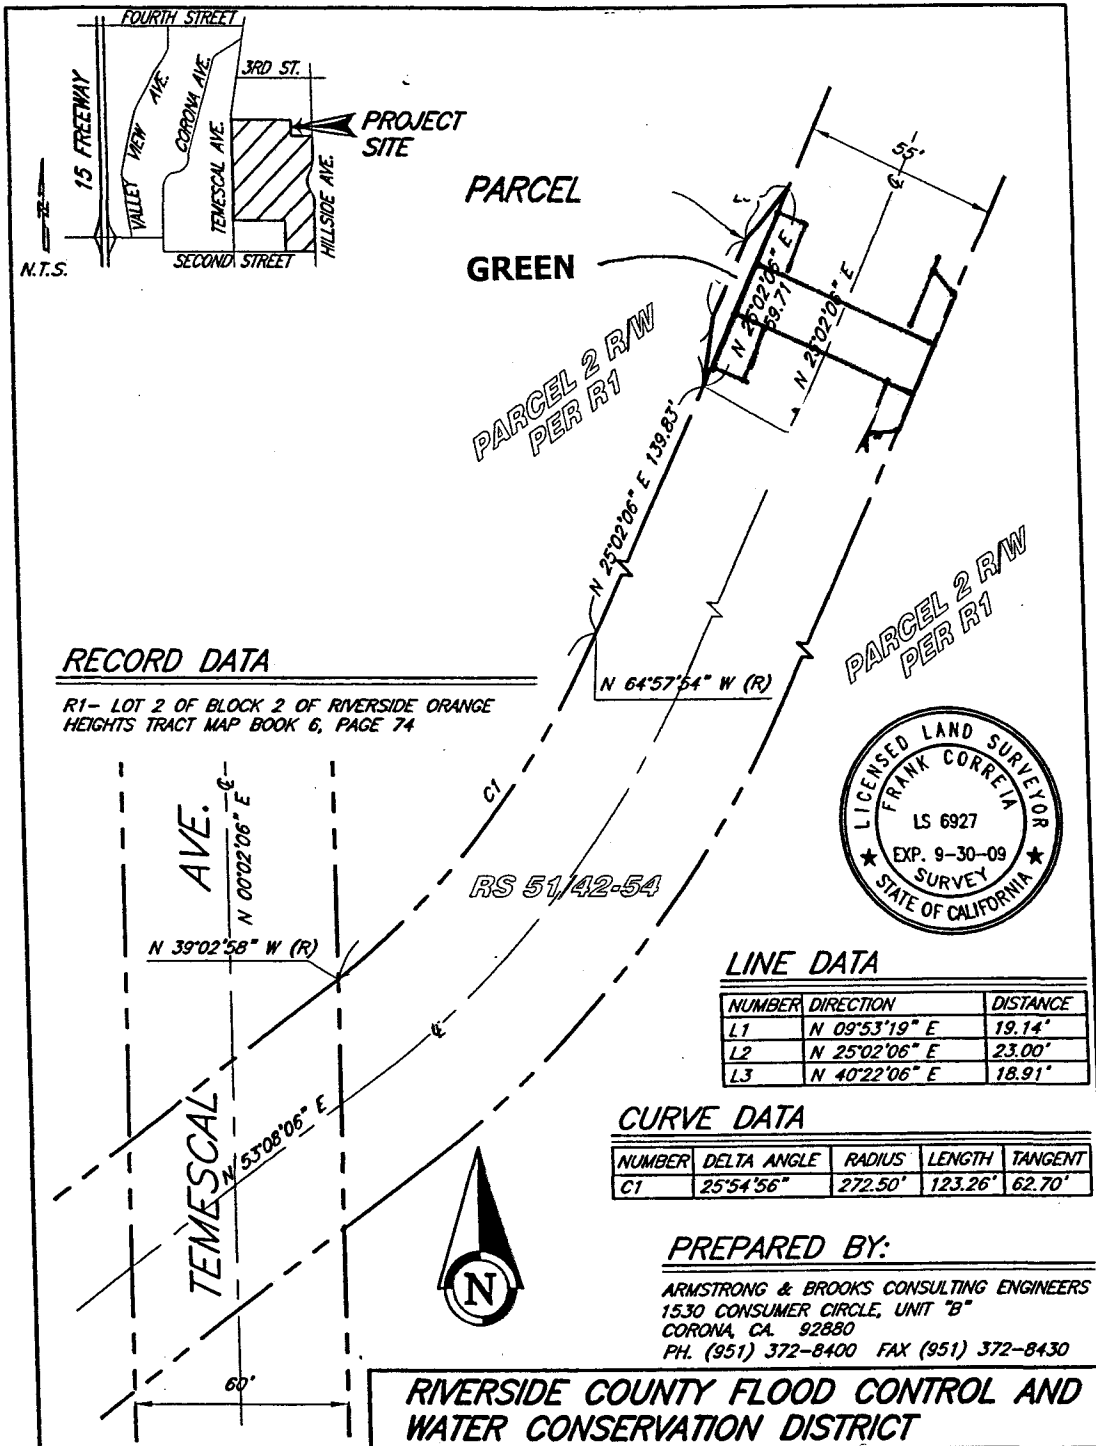 FOURTH STREET
15 FREEWAY
VALLEY VIEW AVE.
CORONA AVE.
TEMESCAL AVE.
3RD ST.
HILLSIDE AVE.
SECOND STREET
N.T.S.
PROJECT
SITE
PARCEL
GREEN
55'
N 25°02'06" E
59.71
N 25°02'06" E
PARCEL 2 R/W
PER R1
N 25°02'06" E 139.83'
PARCEL 2 R/W
PER R1
N 64°57'54" W (R)
RECORD DATA
R1- LOT 2 OF BLOCK 2 OF RIVERSIDE ORANGE
HEIGHTS TRACT MAP BOOK 6, PAGE 74
C1
TEMESCAL AVE.
N 00°02'06" E
N 39°02'58" W (R)
RS 51/42-54
N 53°08'06" E
60'
LICENSED LAND SURVEYOR
FRANK CORREIA
LS 6927
EXP. 9-30-09
SURVEY
STATE OF CALIFORNIA
LINE DATA
NUMBER DIRECTION DISTANCE
L1 N 09°53'19" E 19.14'
L2 N 25°02'06" E 23.00'
L3 N 40°22'06" E 18.91'
CURVE DATA
NUMBER DELTA ANGLE RADIUS LENGTH TANGENT
C1 25°54'56" 272.50' 123.26' 62.70'
N
PREPARED BY:
ARMSTRONG & BROOKS CONSULTING ENGINEERS
1530 CONSUMER CIRCLE, UNIT "B"
CORONA, CA. 92880
PH. (951) 372-8400 FAX (951) 372-8430
RIVERSIDE COUNTY FLOOD CONTROL AND
WATER CONSERVATION DISTRICT